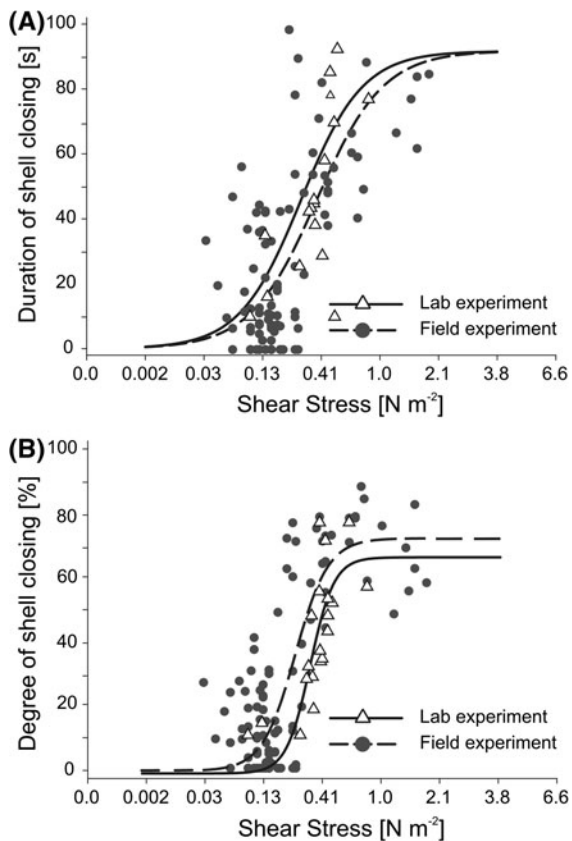 (A)
100
80
60
40
20
0
Duration of shell closing [s]
Lab experiment
Field experiment
0.0 0.002 0.03 0.13 0.41 1.0 2.1 3.8 6.6
Shear Stress [N m-2]
(B)
100
80
60
40
20
0
Degree of shell closing [%]
Lab experiment
Field experiment
0.0 0.002 0.03 0.13 0.41 1.0 2.1 3.8 6.6
Shear Stress [N m-2]